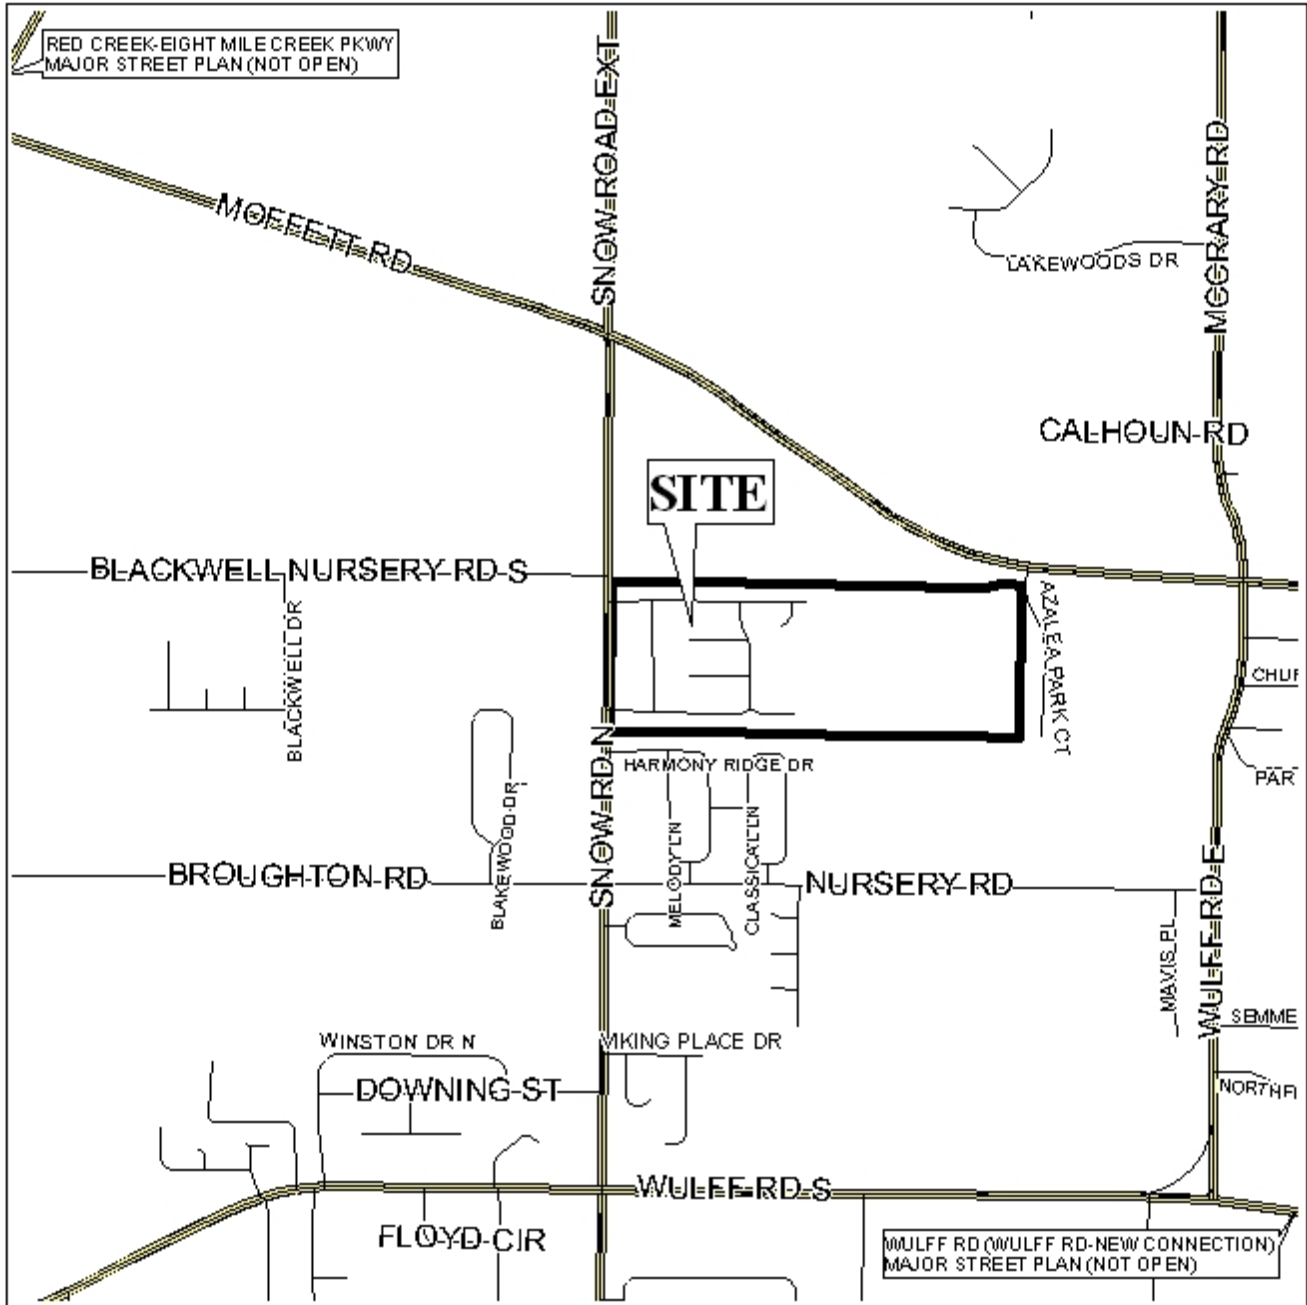 RED CREEK-EIGHT MILE CREEK PKWY
MAJOR STREET PLAN (NOT OPEN)
SNOW ROAD EXT
MOFFETT RD
MCCRARY RD
LAKEWOODS DR
CALHOUN RD
SITE
BLACKWELL NURSERY RD S
BLACKWELL DR
AZALEA PARK CT
CHUR
PAR
SNOW RD N
HARMONY RIDGE DR
MELODY LN
CLASSICAL LN
BLAKEWOOD DR
BROUGHTON RD
NURSERY RD
WULFF RD E
MAVIS PL
SEMME
WINSTON DR N
VIKING PLACE DR
DOWNING ST
NORTHFI
WULFF RD S
FLOYD CIR
WULFF RD (WULFF RD-NEW CONNECTION)
MAJOR STREET PLAN (NOT OPEN)